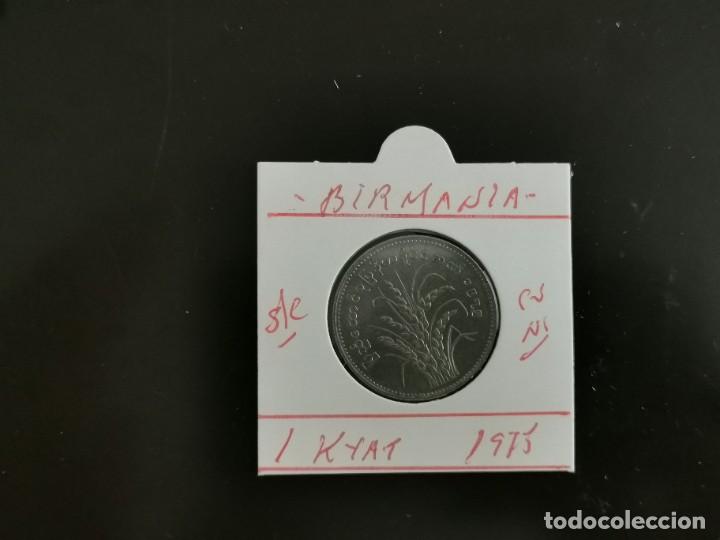 - BIRMANIA -
S/C
CU
NI
1 KYAT 1975
todocoleccion